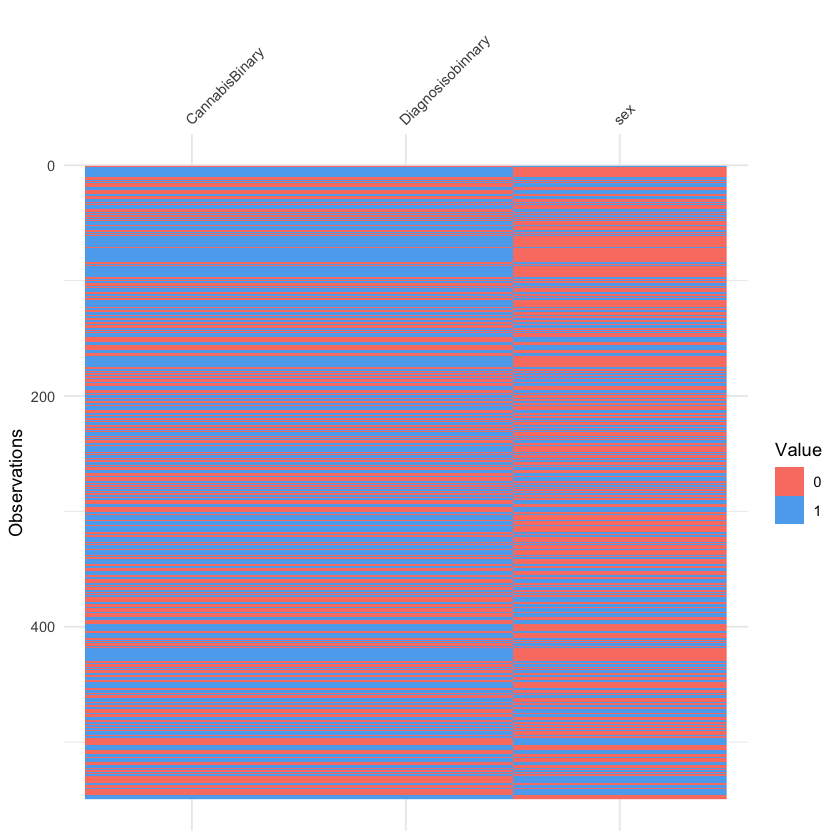 CannabisBinary
Diagnosisobinnary
sex
0
200
400
Observations
Value
0
1